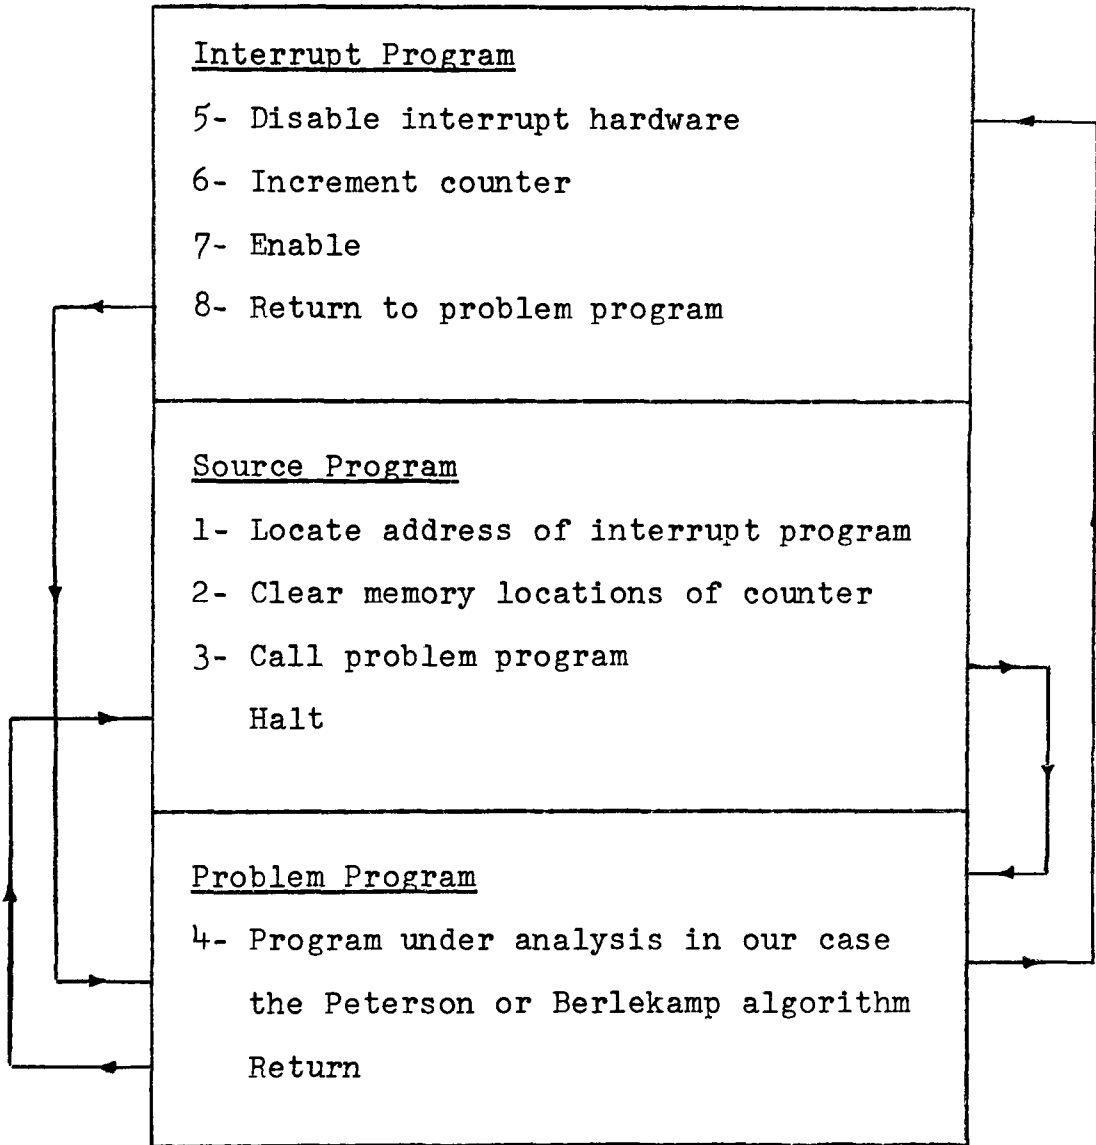 Interrupt Program
5- Disable interrupt hardware
6- Increment counter
7- Enable
8- Return to problem program
Source Program
1- Locate address of interrupt program
2- Clear memory locations of counter
3- Call problem program
Halt
Problem Program
4- Program under analysis in our case
the Peterson or Berlekamp algorithm
Return